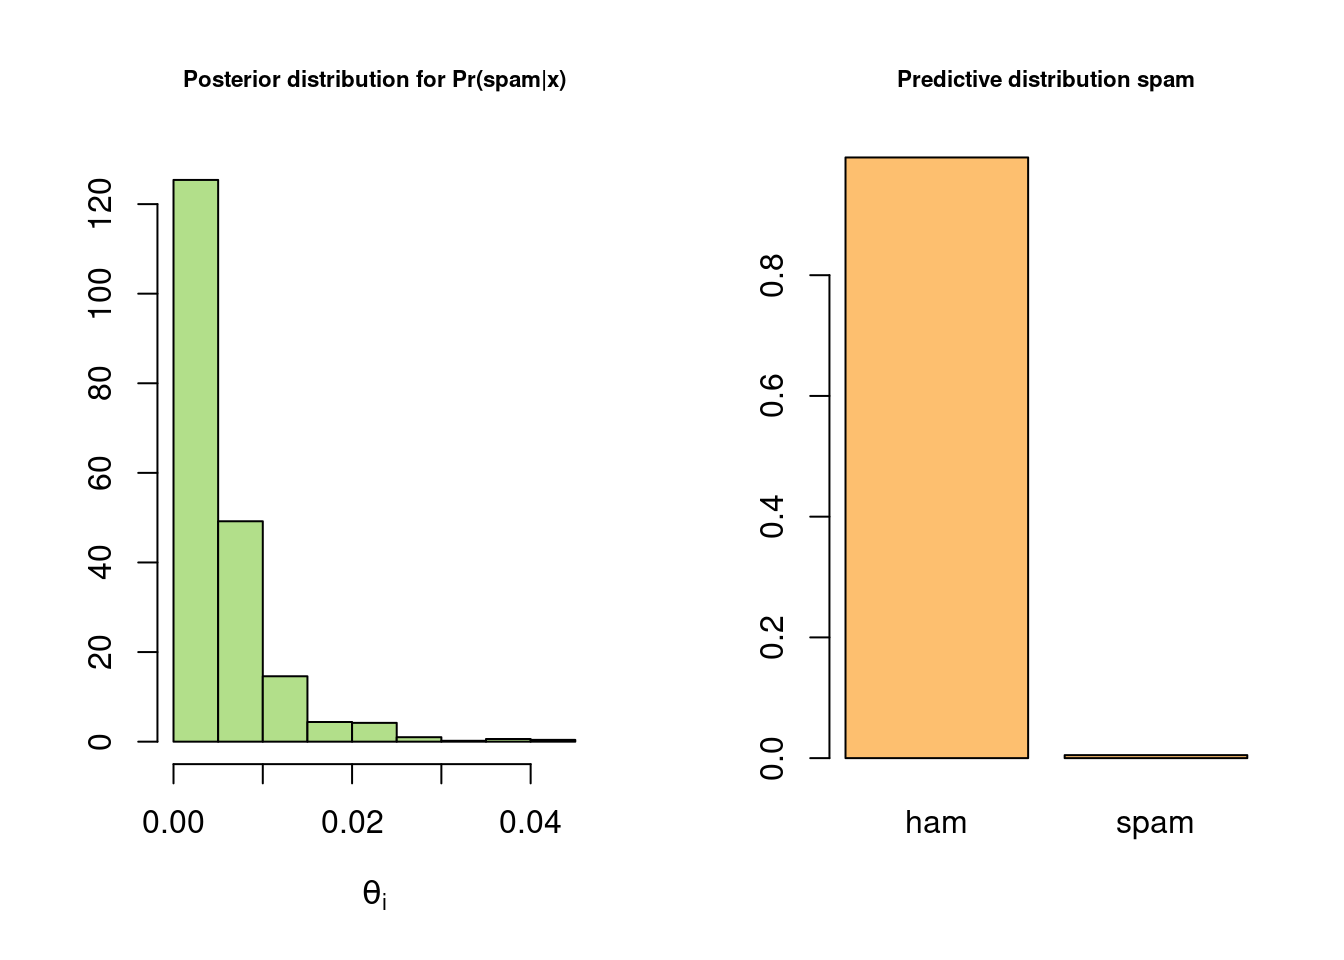 Posterior distribution for Pr(spam|x)
120
100
80
60
40
20
0
0.00 0.02 0.04
θi
Predictive distribution spam
0.8
0.6
0.4
0.2
0.0
ham spam